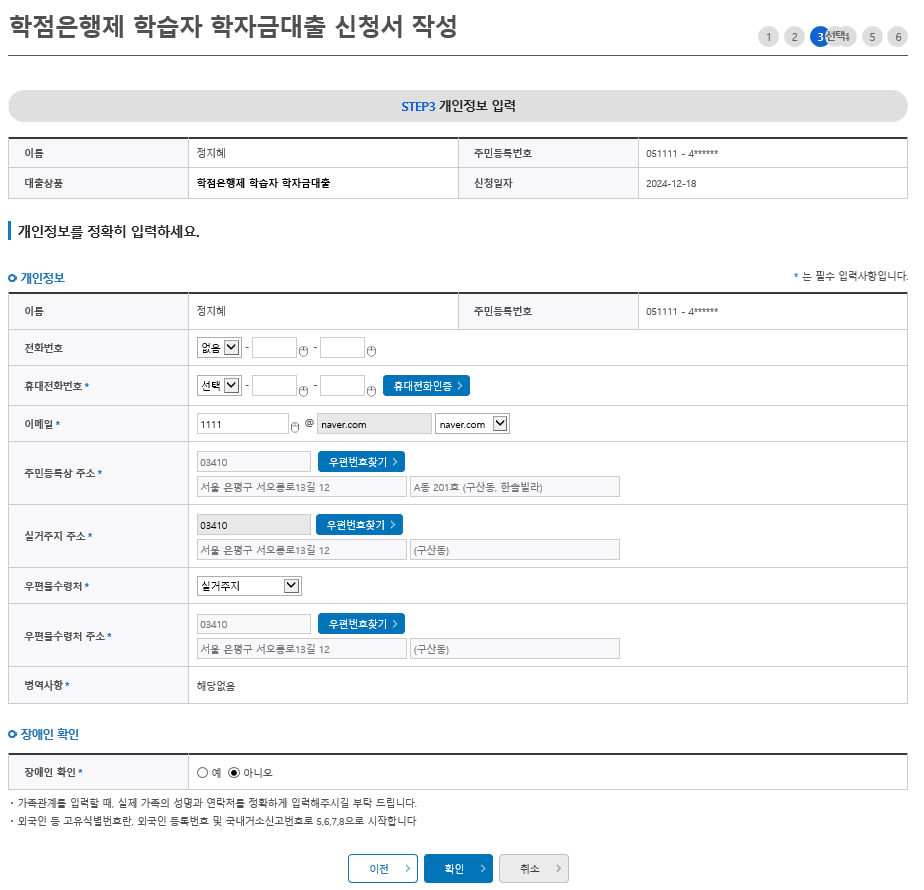 학점은행제 학습자 학자금대출 신청서 작성
1 2 3 선택 4 5 6
STEP3 개인정보 입력
이름 정지혜 주민등록번호 051111 - 4******
대출상품 학점은행제 학습자 학자금대출 신청일자 2024-12-18
개인정보를 정확히 입력하세요.
개인정보 * 는 필수 입력사항입니다.
이름 정지혜 주민등록번호 051111 - 4******
전화번호 없음 - -
휴대전화번호 * 선택 - - 휴대전화인증 >
이메일 * 1111 @ naver.com naver.com
주민등록상 주소 * 03410 우편번호찾기 >
서울 은평구 서오릉로13길 12 A동 201호 (구산동, 한솔빌라)
실거주지 주소 * 03410 우편번호찾기 >
서울 은평구 서오릉로13길 12 (구산동)
우편물수령처 * 실거주지
우편물수령처 주소 * 03410 우편번호찾기 >
서울 은평구 서오릉로13길 12 (구산동)
병역사항 * 해당없음
장애인 확인
장애인 확인 * 예 아니오
· 가족관계를 입력할 때, 실제 가족의 성명과 연락처를 정확하게 입력해주시길 부탁 드립니다.
· 외국인 등 고유식별번호란, 외국인 등록번호 및 국내거소신고번호로 5,6,7,8으로 시작합니다
이전 > 확인 > 취소 >